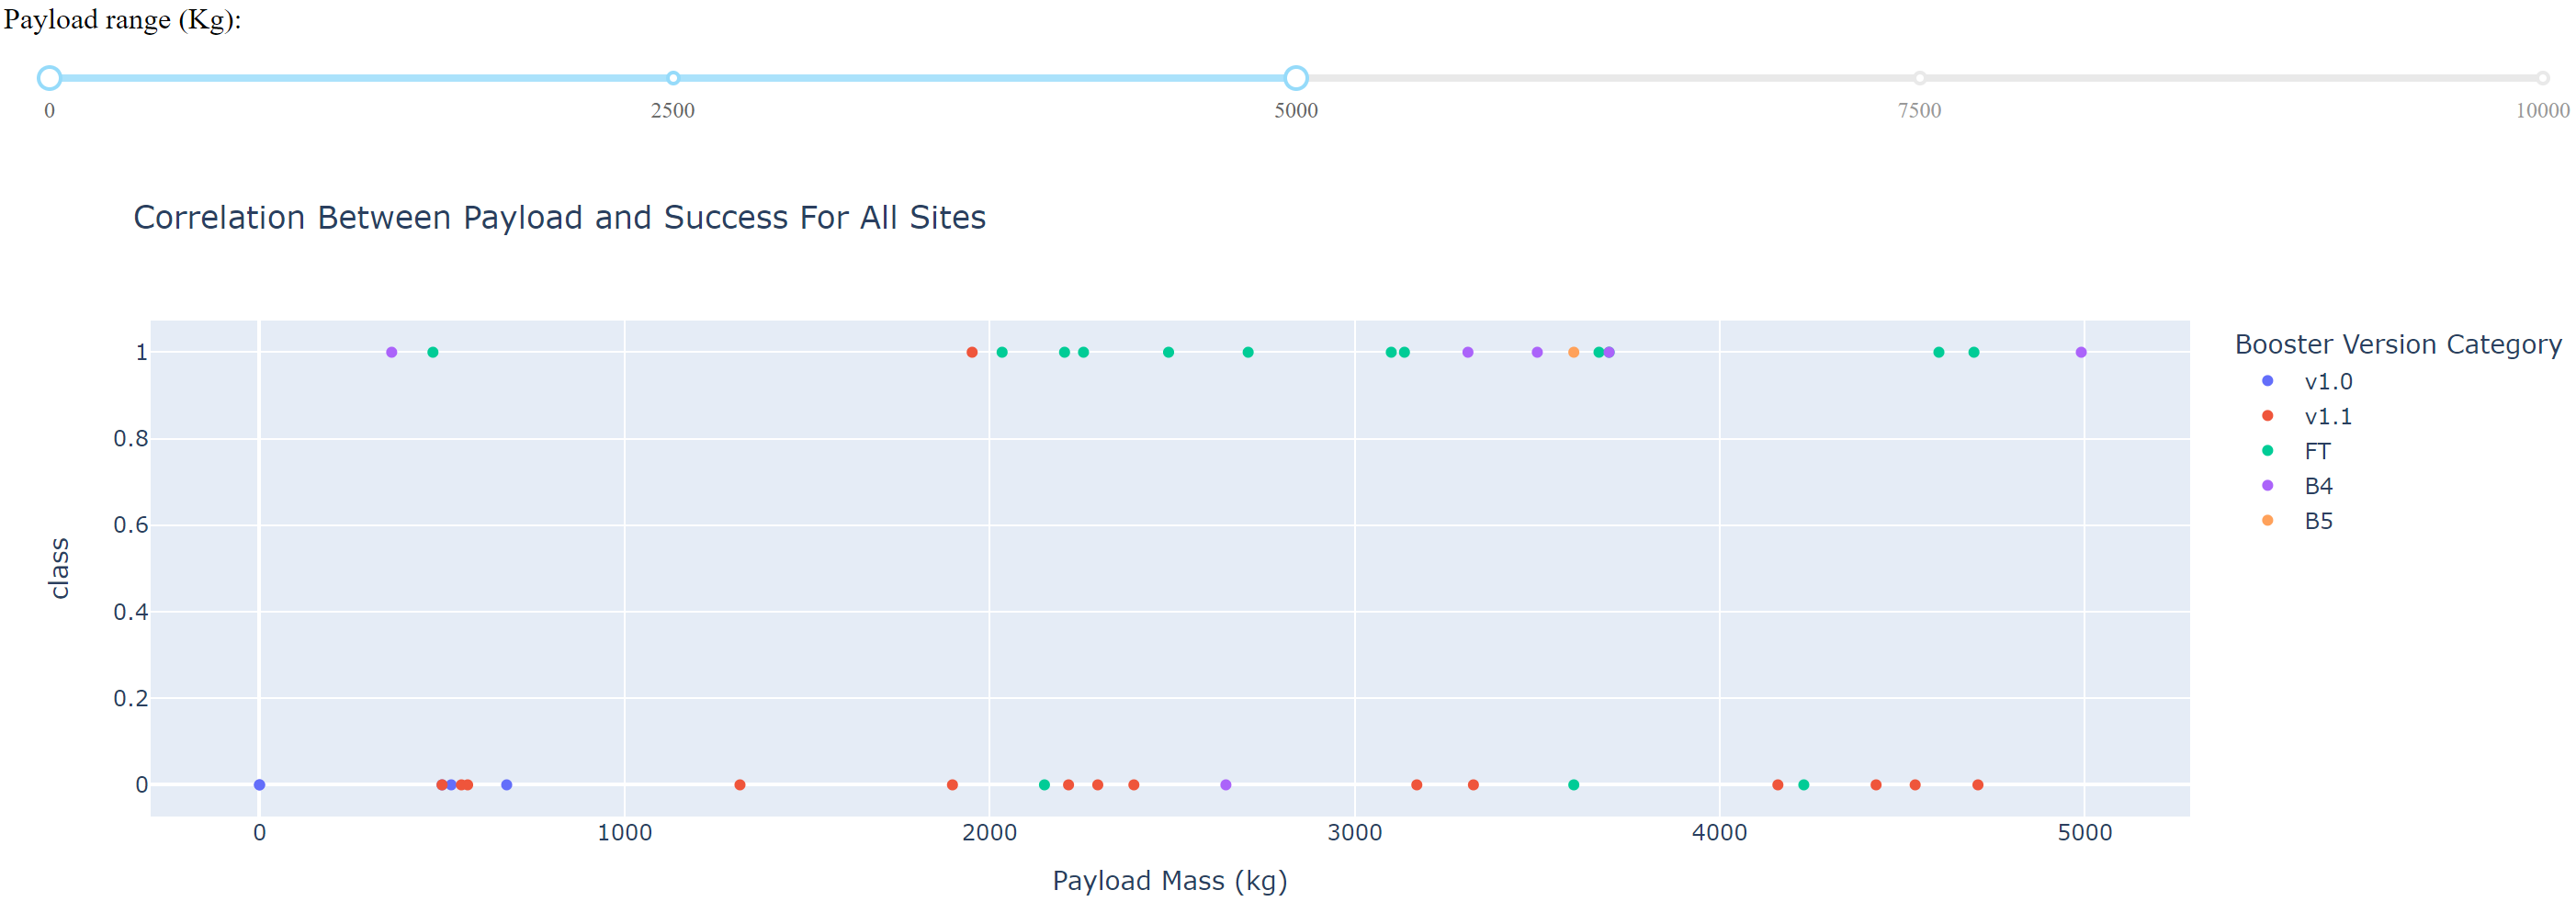 Payload range (Kg):
0 2500 5000 7500 10000
Correlation Between Payload and Success For All Sites
Booster Version Category
v1.0
v1.1
FT
B4
B5
1
0.8
0.6
0.4
0.2
0
class
0 1000 2000 3000 4000 5000
Payload Mass (kg)